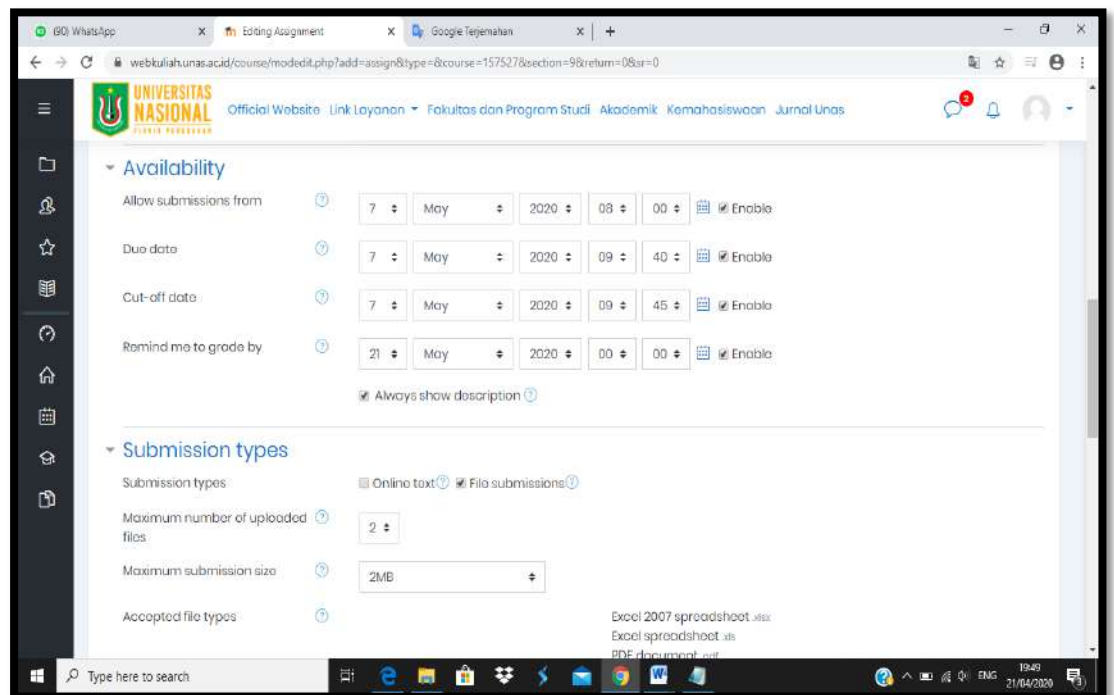 (90) WhatsApp
Editing Assignment
Google Terjemahan
webkuliah.unas.ac.id/course/modedit.php?add=assign&type=&course=157527&section=9&return=0&sr=0
UNIVERSITAS
NASIONAL
Official Website Link Layanan Fakultas dan Program Studi Akademik Kemahasiswaan Jurnal Unas
2
Availability
Allow submissions from 7 May 2020 08 00 Enable
Due date 7 May 2020 09 40 Enable
Cut-off date 7 May 2020 09 45 Enable
Remind me to grade by 21 May 2020 00 00 Enable
Always show description
Submission types
Submission types Online text File submissions
Maximum number of uploaded
files
2
Maximum submission size 2MB
Accepted file types
Excel 2007 spreadsheet .xlsx
Excel spreadsheet .xls
PDF document .pdf
Type here to search
ENG
19:49
21/04/2020